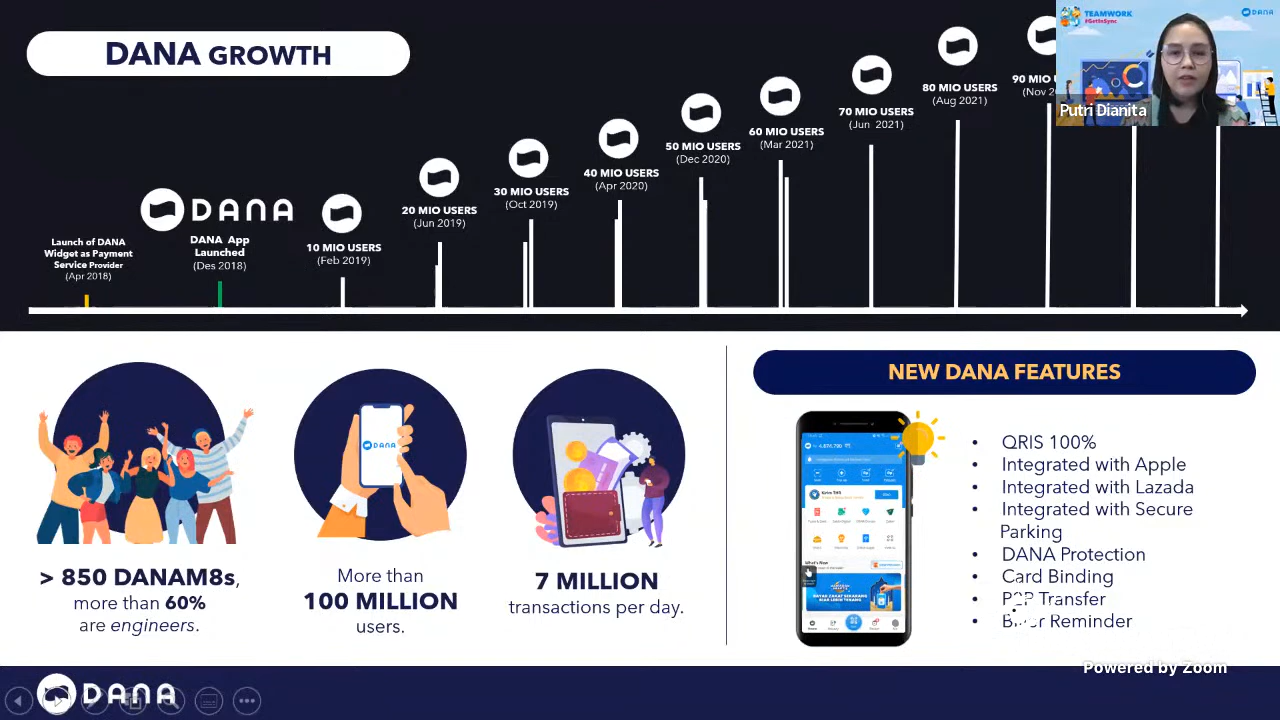 DANA GROWTH
TEAMWORK
#GetInSync
DANA
Putri Dianita
Launch of DANA
Widget as Payment
Service Provider
(Apr 2018)
DANA
DANA App
Launched
(Des 2018)
10 MIO USERS
(Feb 2019)
20 MIO USERS
(Jun 2019)
30 MIO USERS
(Oct 2019)
40 MIO USERS
(Apr 2020)
50 MIO USERS
(Dec 2020)
60 MIO USERS
(Mar 2021)
70 MIO USERS
(Jun 2021)
80 MIO USERS
(Aug 2021)
90 MIO
DANA
> 850 DANAM8s,
more than 60%
are engineers.
More than
100 MILLION
users.
7 MILLION
transactions per day.
NEW DANA FEATURES
• QRIS 100%
• Integrated with Apple
• Integrated with Lazada
• Integrated with Secure
Parking
• DANA Protection
• Card Binding
• P2P Transfer
• Biller Reminder
Powered by Zoom
DANA